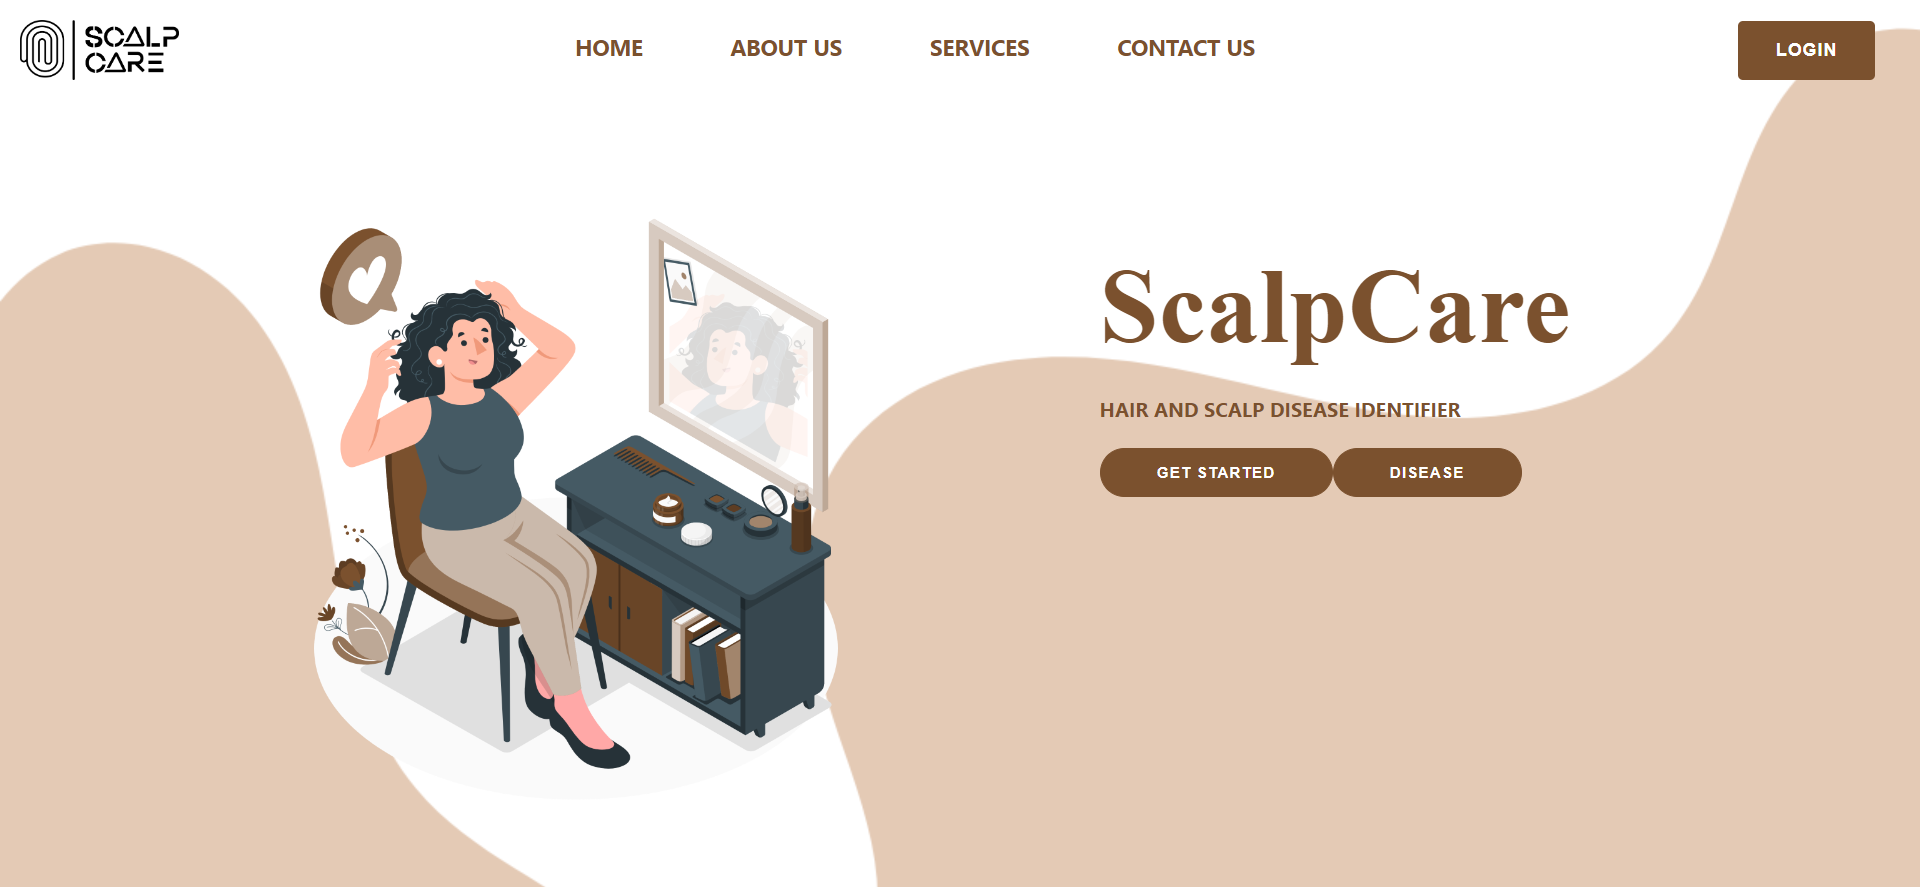 SCALP
CARE
HOME ABOUT US SERVICES CONTACT US LOGIN
ScalpCare
HAIR AND SCALP DISEASE IDENTIFIER
GET STARTED DISEASE